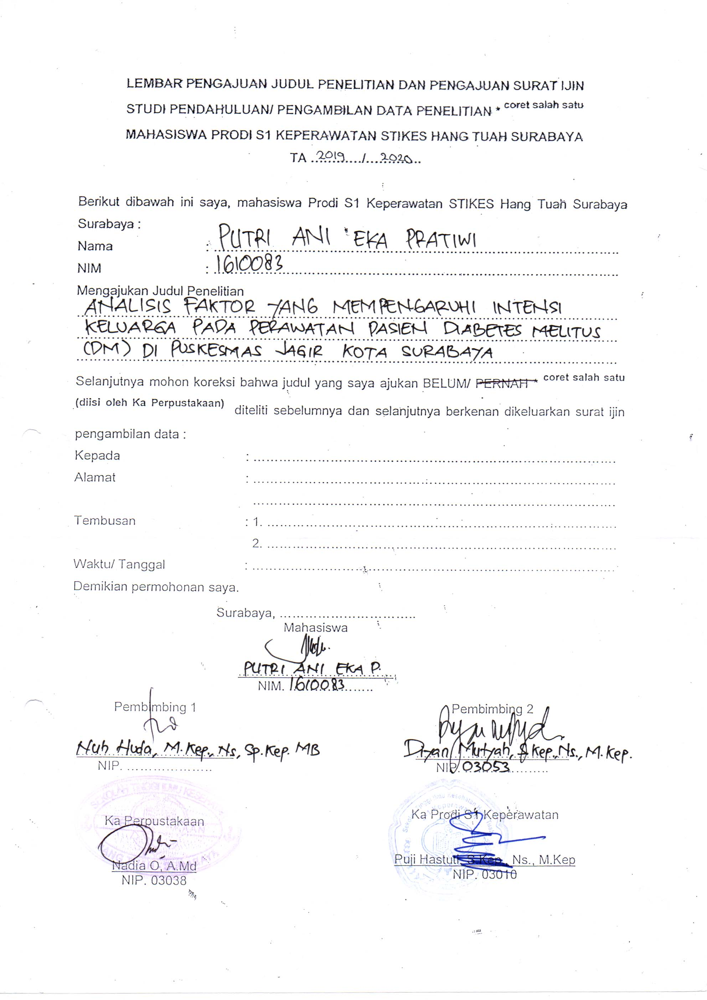 LEMBAR PENGAJUAN JUDUL PENELITIAN DAN PENGAJUAN SURAT IJIN
STUDI PENDAHULUAN/ PENGAMBILAN DATA PENELITIAN * coret salah satu
MAHASISWA PRODI S1 KEPERAWATAN STIKES HANG TUAH SURABAYA
TA 2019 / 2020
Berikut dibawah ini saya, mahasiswa Prodi S1 Keperawatan STIKES Hang Tuah Surabaya
Surabaya :
Nama : PUTRI ANI EKA PRATIWI
NIM : 1610083
Mengajukan Judul Penelitian
ANALISIS FAKTOR YANG MEMPENGARUHI INTENSI
KELUARGA PADA PERAWATAN PASIEN DIABETES MELITUS
(DM) DI PUSKESMAS JAGIR KOTA SURABAYA
Selanjutnya mohon koreksi bahwa judul yang saya ajukan BELUM/ PERNAH * coret salah satu
(diisi oleh Ka Perpustakaan) diteliti sebelumnya dan selanjutnya berkenan dikeluarkan surat ijin
pengambilan data :
Kepada :
Alamat :
Tembusan : 1.
2.
Waktu/ Tanggal :
Demikian permohonan saya.
Surabaya,
Mahasiswa
PUTRI ANI EKA P.
NIM. 1610083
Pembimbing 1
Pembimbing 2
Nuh Huda, M.Kep., Ns, Sp.Kep. MB
Diyan Mutyah, S.Kep., Ns., M.Kep.
NIP.
NIP. 03053
SEKOLAH TINGGI ILMU KESEHATAN
Ka Perpustakaan
Ka Prodi S1 Keperawatan
Nadia O, A.Md
Puji Hastuti, S.Kep., Ns., M.Kep
NIP. 03038
NIP. 03010